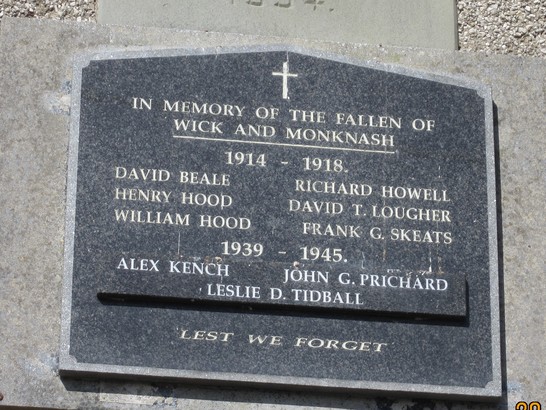 1994.
IN MEMORY OF THE FALLEN OF
WICK AND MONKNASH
1914 - 1918.
DAVID BEALE RICHARD HOWELL
HENRY HOOD DAVID T. LOUGHER
WILLIAM HOOD FRANK G. SKEATS
1939 - 1945.
ALEX KENCH JOHN G. PRICHARD
LESLIE D. TIDBALL
LEST WE FORGET